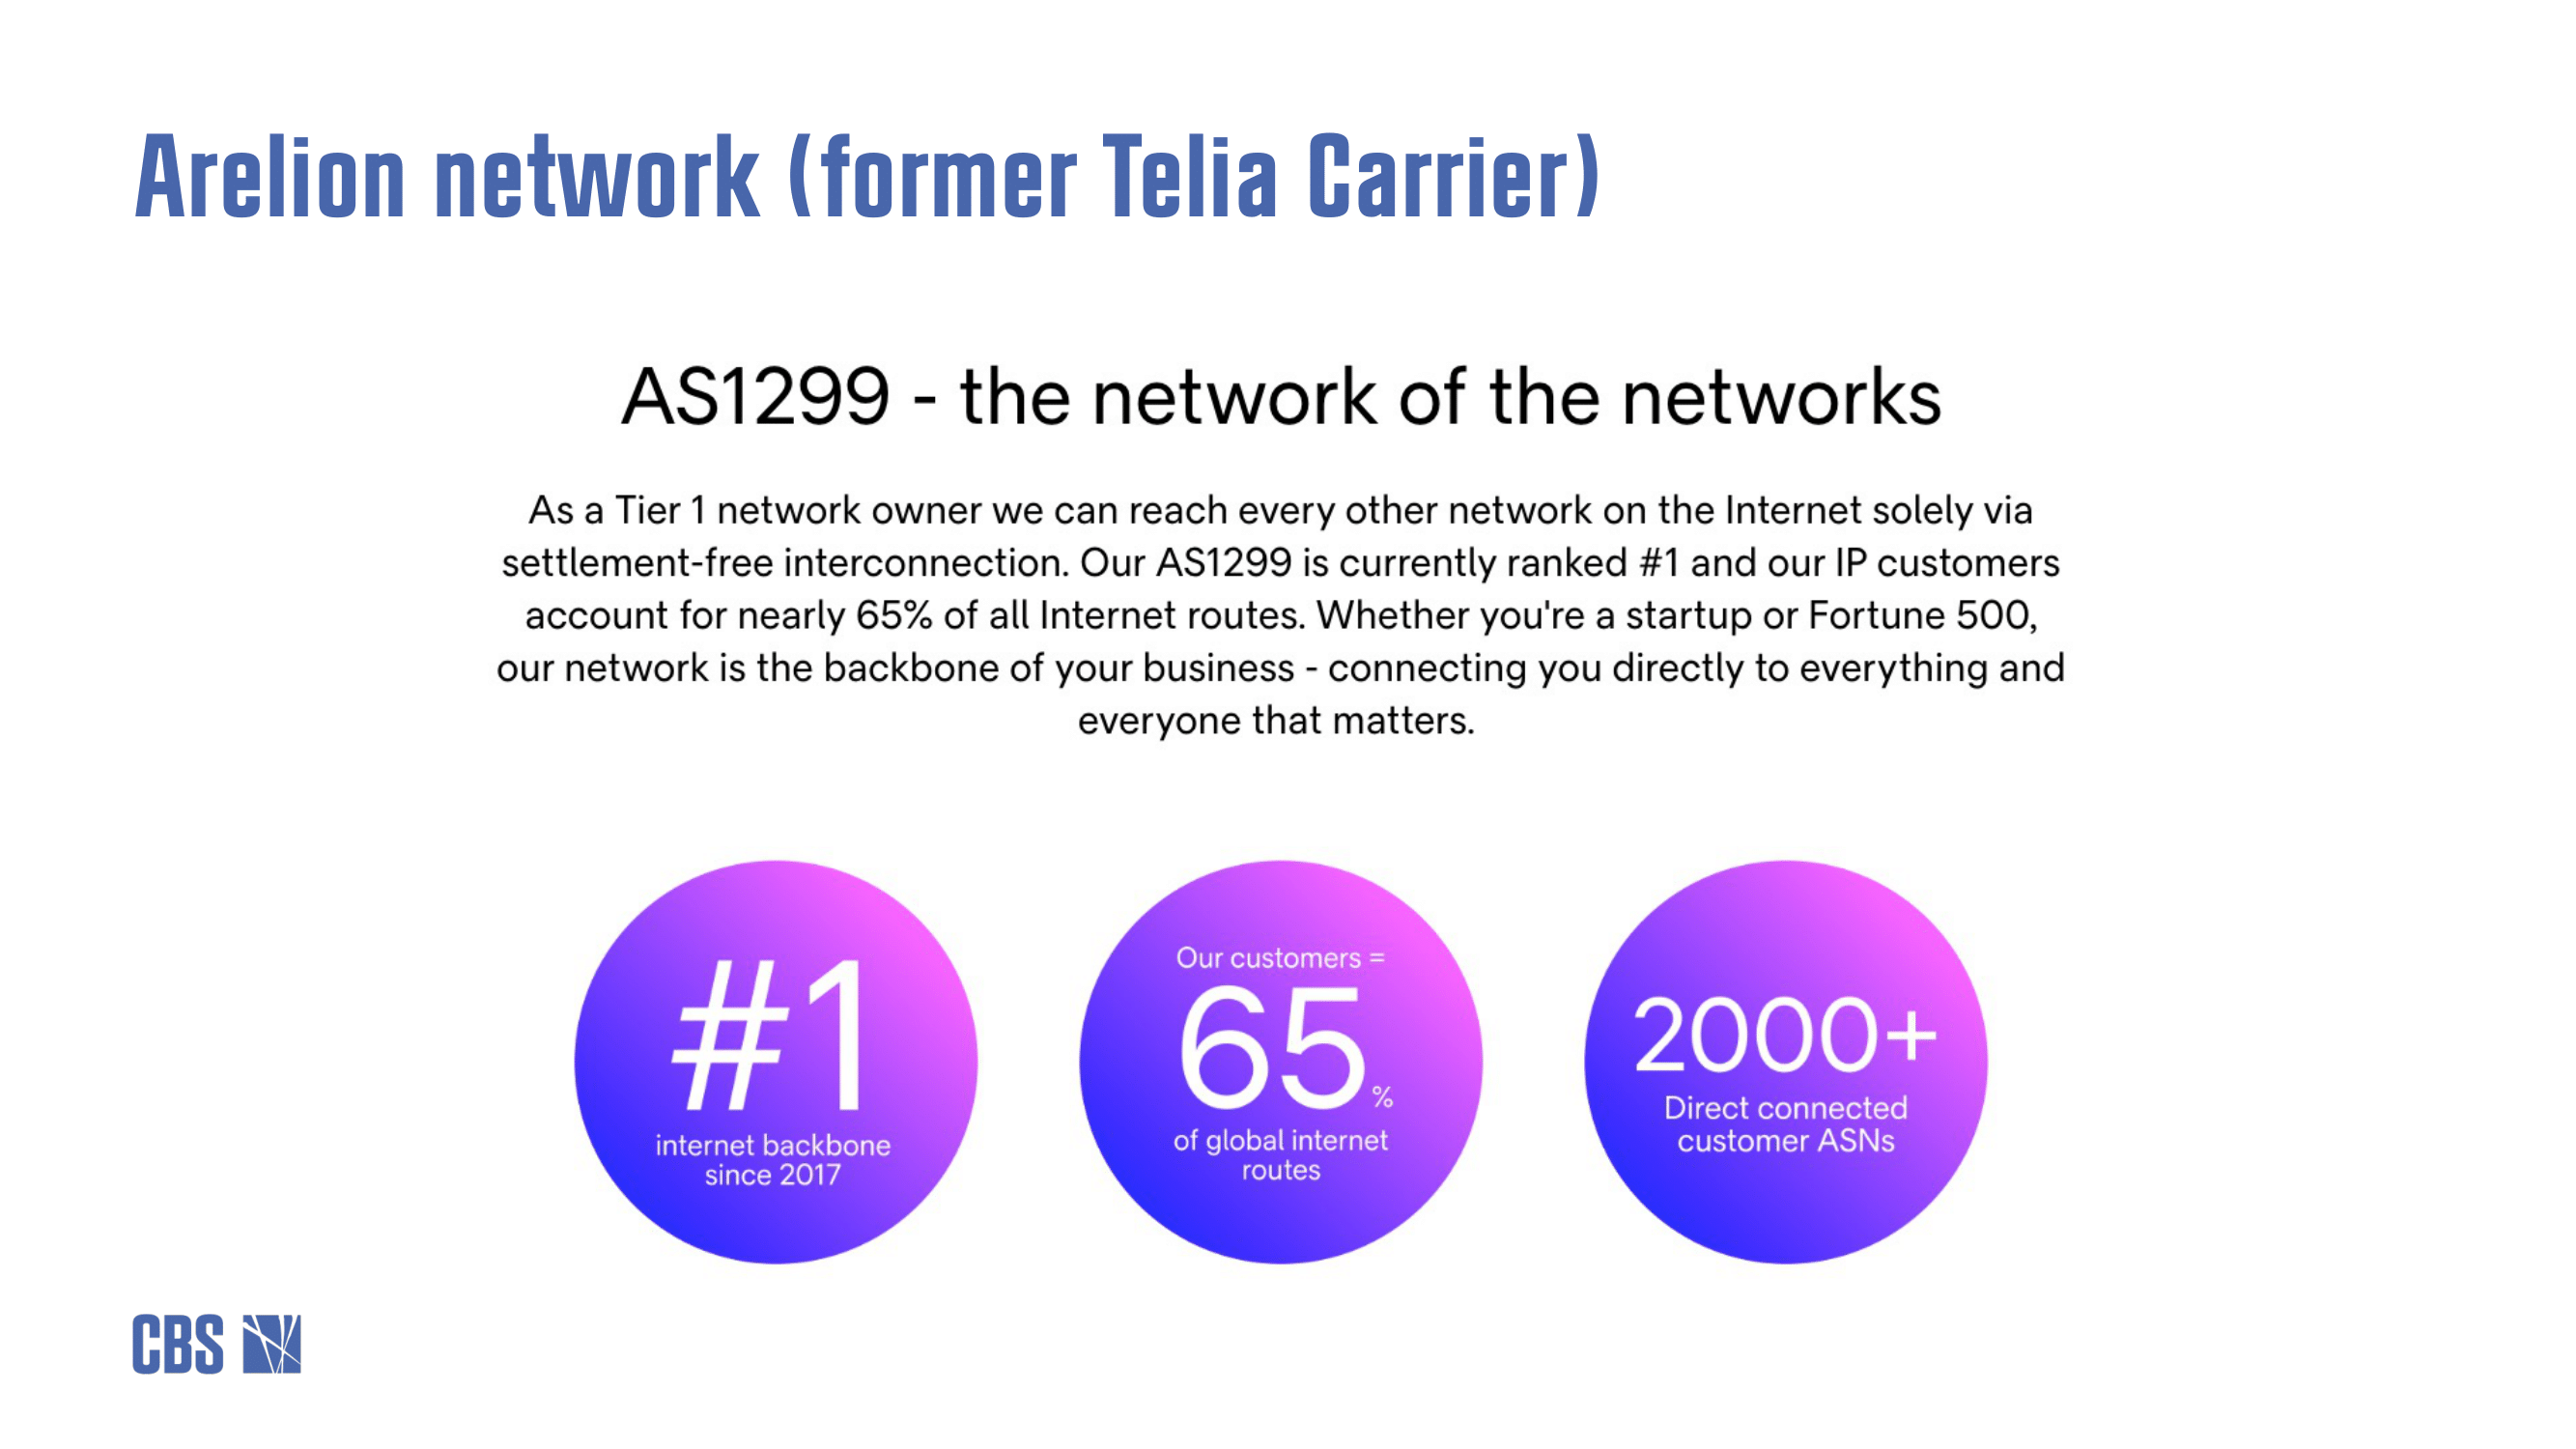 Arelion network (former Telia Carrier)
AS1299 - the network of the networks
As a Tier 1 network owner we can reach every other network on the Internet solely via
settlement-free interconnection. Our AS1299 is currently ranked #1 and our IP customers
account for nearly 65% of all Internet routes. Whether you're a startup or Fortune 500,
our network is the backbone of your business - connecting you directly to everything and
everyone that matters.
#1
internet backbone
since 2017
Our customers =
65%
of global internet
routes
2000+
Direct connected
customer ASNs
CBS